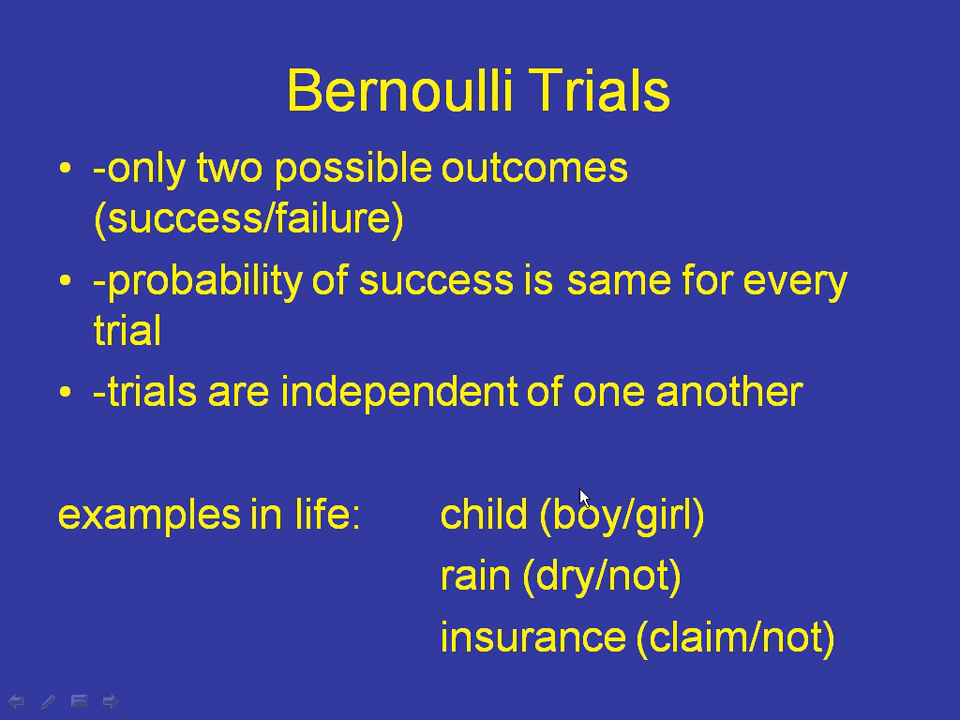 Bernoulli Trials
• -only two possible outcomes
(success/failure)
• -probability of success is same for every
trial
• -trials are independent of one another
examples in life: child (boy/girl)
rain (dry/not)
insurance (claim/not)